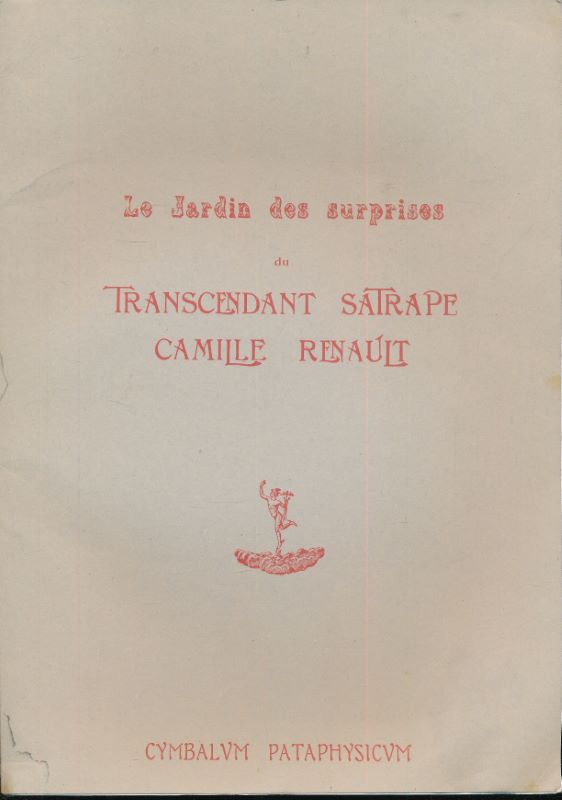 Le Jardin des surprises
du
TRANSCENDANT SATRAPE
CAMILLE RENAULT
CYMBALVM PATAPHYSICVM